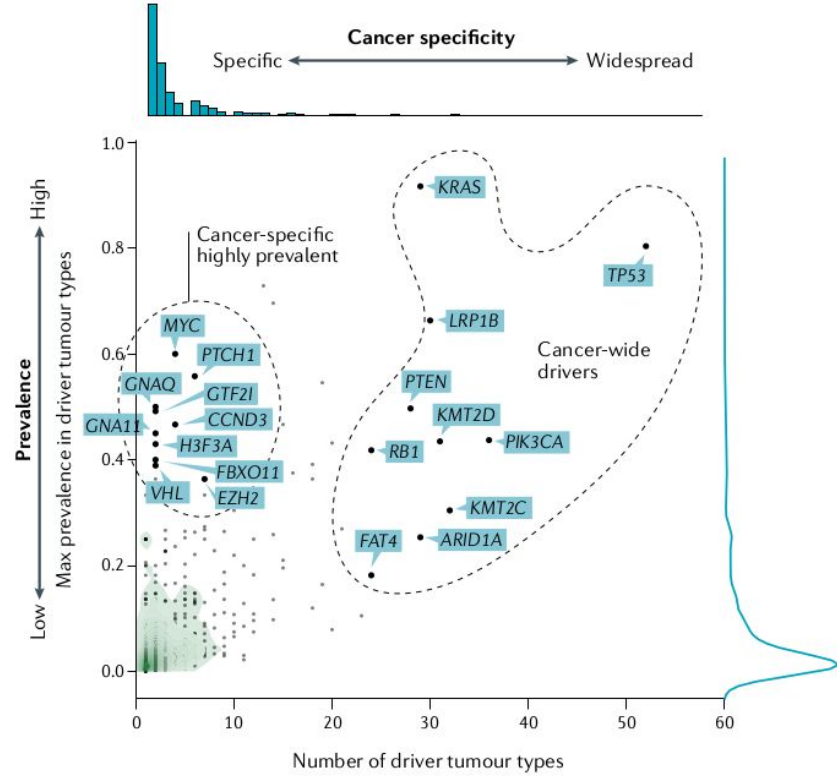 Cancer specificity
Specific
Widespread
1.0
0.8
0.6
0.4
0.2
0.0
High
Prevalence
Low
Max prevalence in driver tumour types
Cancer-specific
highly prevalent
KRAS
TP53
LRP1B
Cancer-wide
drivers
MYC
PTCH1
GNAQ
GTF2I
GNA11
CCND3
H3F3A
FBXO11
VHL
EZH2
PTEN
KMT2D
PIK3CA
RB1
KMT2C
FAT4
ARID1A
0
10
20
30
40
50
60
Number of driver tumour types